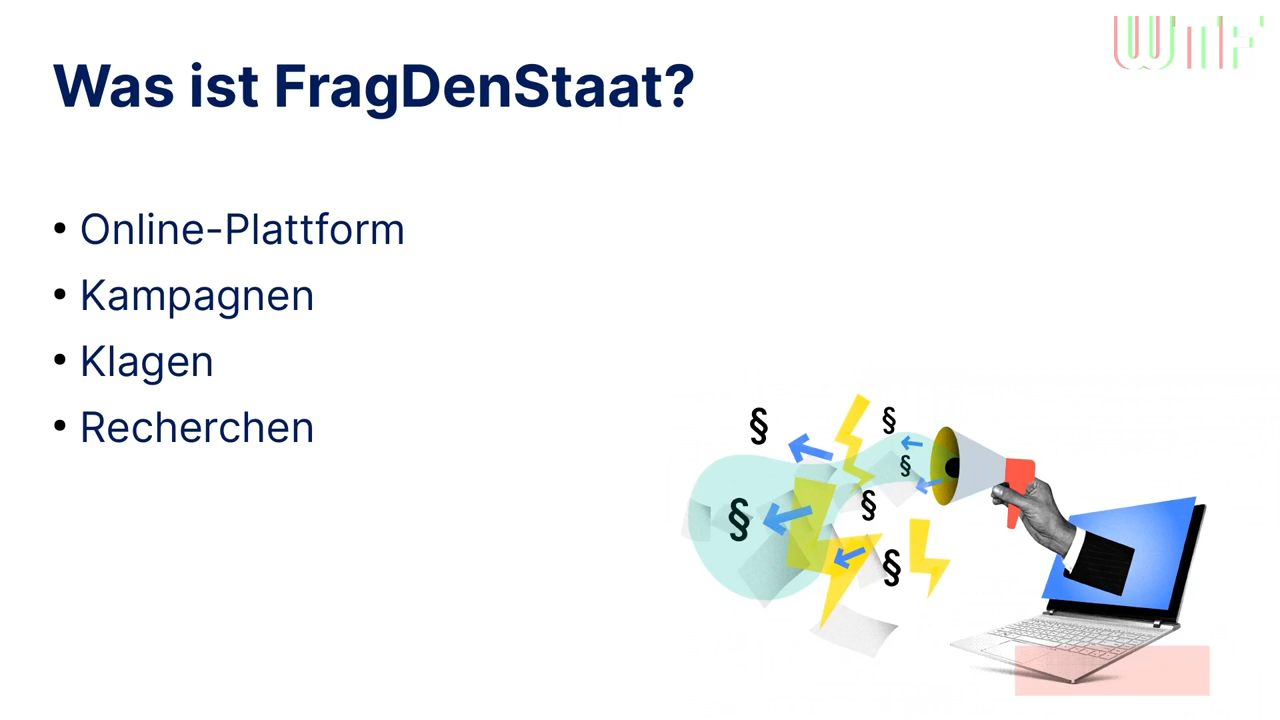 Was ist FragDenStaat?
• Online-Plattform
• Kampagnen
• Klagen
• Recherchen
§ §
§
§ §
§